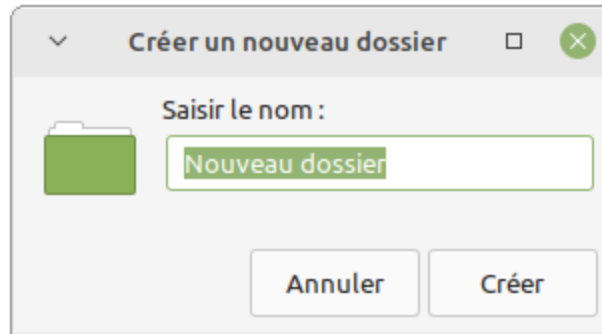 Créer un nouveau dossier
Saisir le nom :
Nouveau dossier
Annuler
Créer